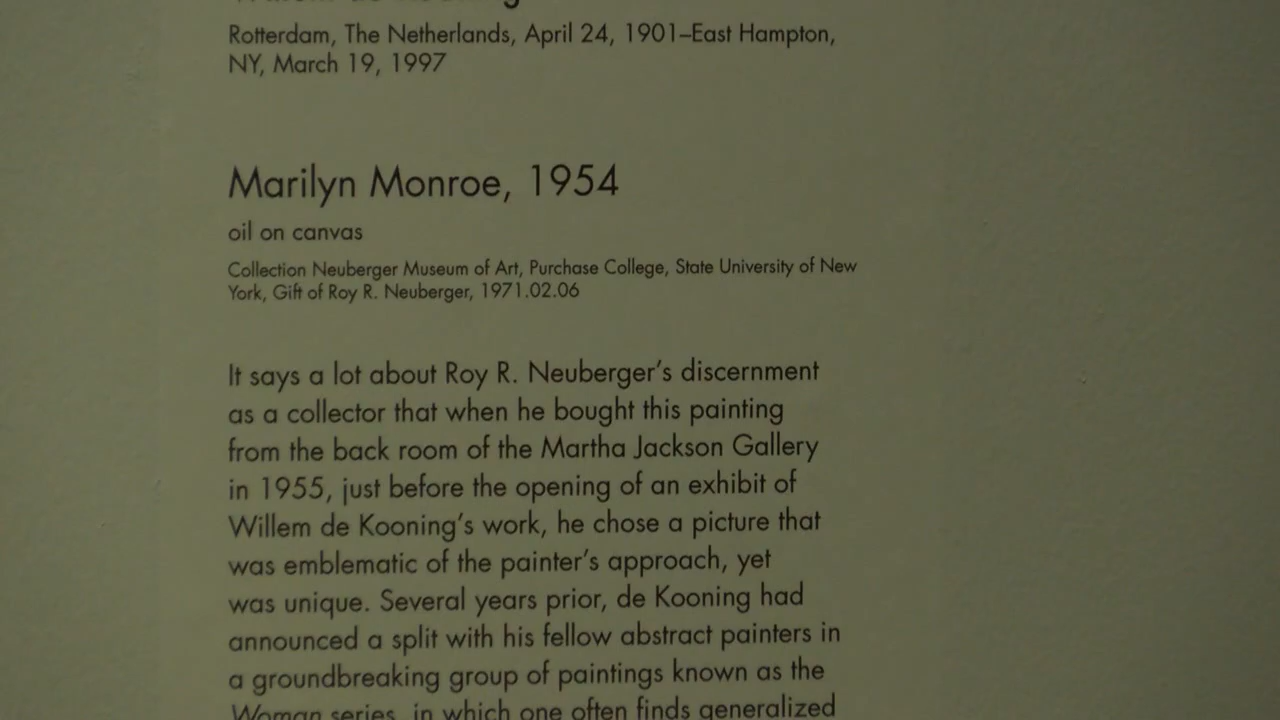 Willem de Kooning
Rotterdam, The Netherlands, April 24, 1901–East Hampton,
NY, March 19, 1997
Marilyn Monroe, 1954
oil on canvas
Collection Neuberger Museum of Art, Purchase College, State University of New
York, Gift of Roy R. Neuberger, 1971.02.06
It says a lot about Roy R. Neuberger’s discernment
as a collector that when he bought this painting
from the back room of the Martha Jackson Gallery
in 1955, just before the opening of an exhibit of
Willem de Kooning’s work, he chose a picture that
was emblematic of the painter’s approach, yet
was unique. Several years prior, de Kooning had
announced a split with his fellow abstract painters in
a groundbreaking group of paintings known as the
Woman series, in which one often finds generalized